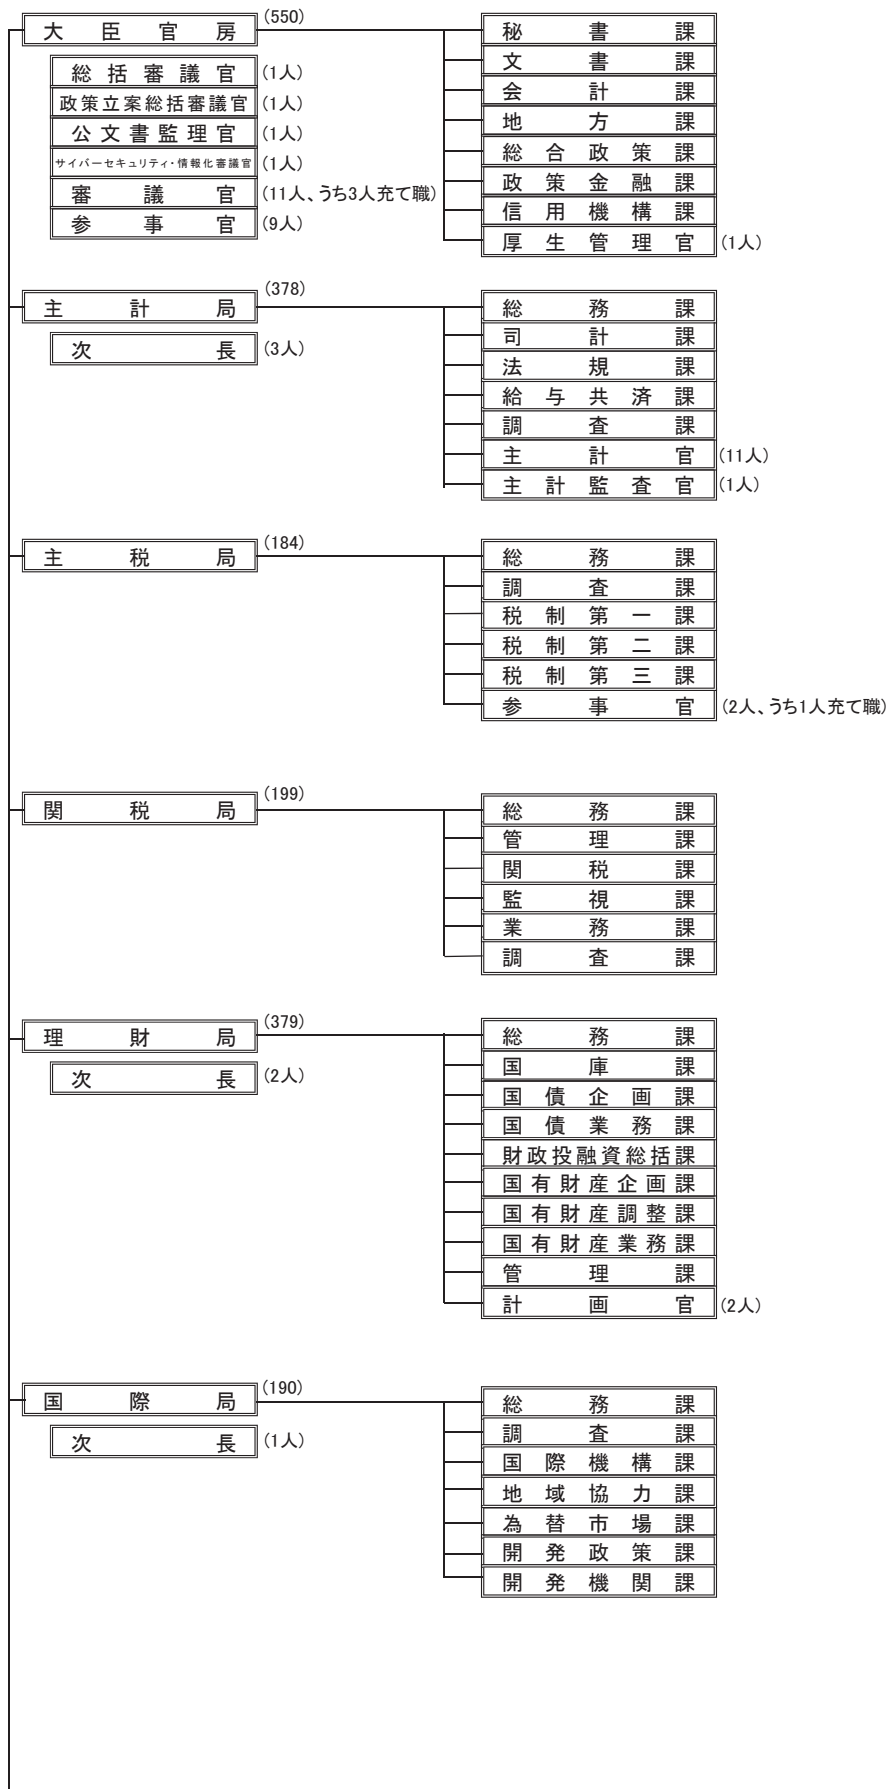 大臣官房 (550)
総括審議官 (1人)
政策立案総括審議官 (1人)
公文書監理官 (1人)
サイバーセキュリティ・情報化審議官 (1人)
審議官 (11人、うち3人充て職)
参事官 (9人)
秘書課
文書課
会計課
地方課
総合政策課
政策金融課
信用機構課
厚生管理官 (1人)
主計局 (378)
次長 (3人)
総務課
司計課
法規課
給与共済課
調査課
主計官 (11人)
主計監査官 (1人)
主税局 (184)
総務課
調査課
税制第一課
税制第二課
税制第三課
参事官 (2人、うち1人充て職)
関税局 (199)
総務課
管理課
関税課
監視課
業務課
調査課
理財局 (379)
次長 (2人)
総務課
国庫課
国債企画課
国債業務課
財政投融資総括課
国有財産企画課
国有財産調整課
国有財産業務課
管理課
計画官 (2人)
国際局 (190)
次長 (1人)
総務課
調査課
国際機構課
地域協力課
為替市場課
開発政策課
開発機関課